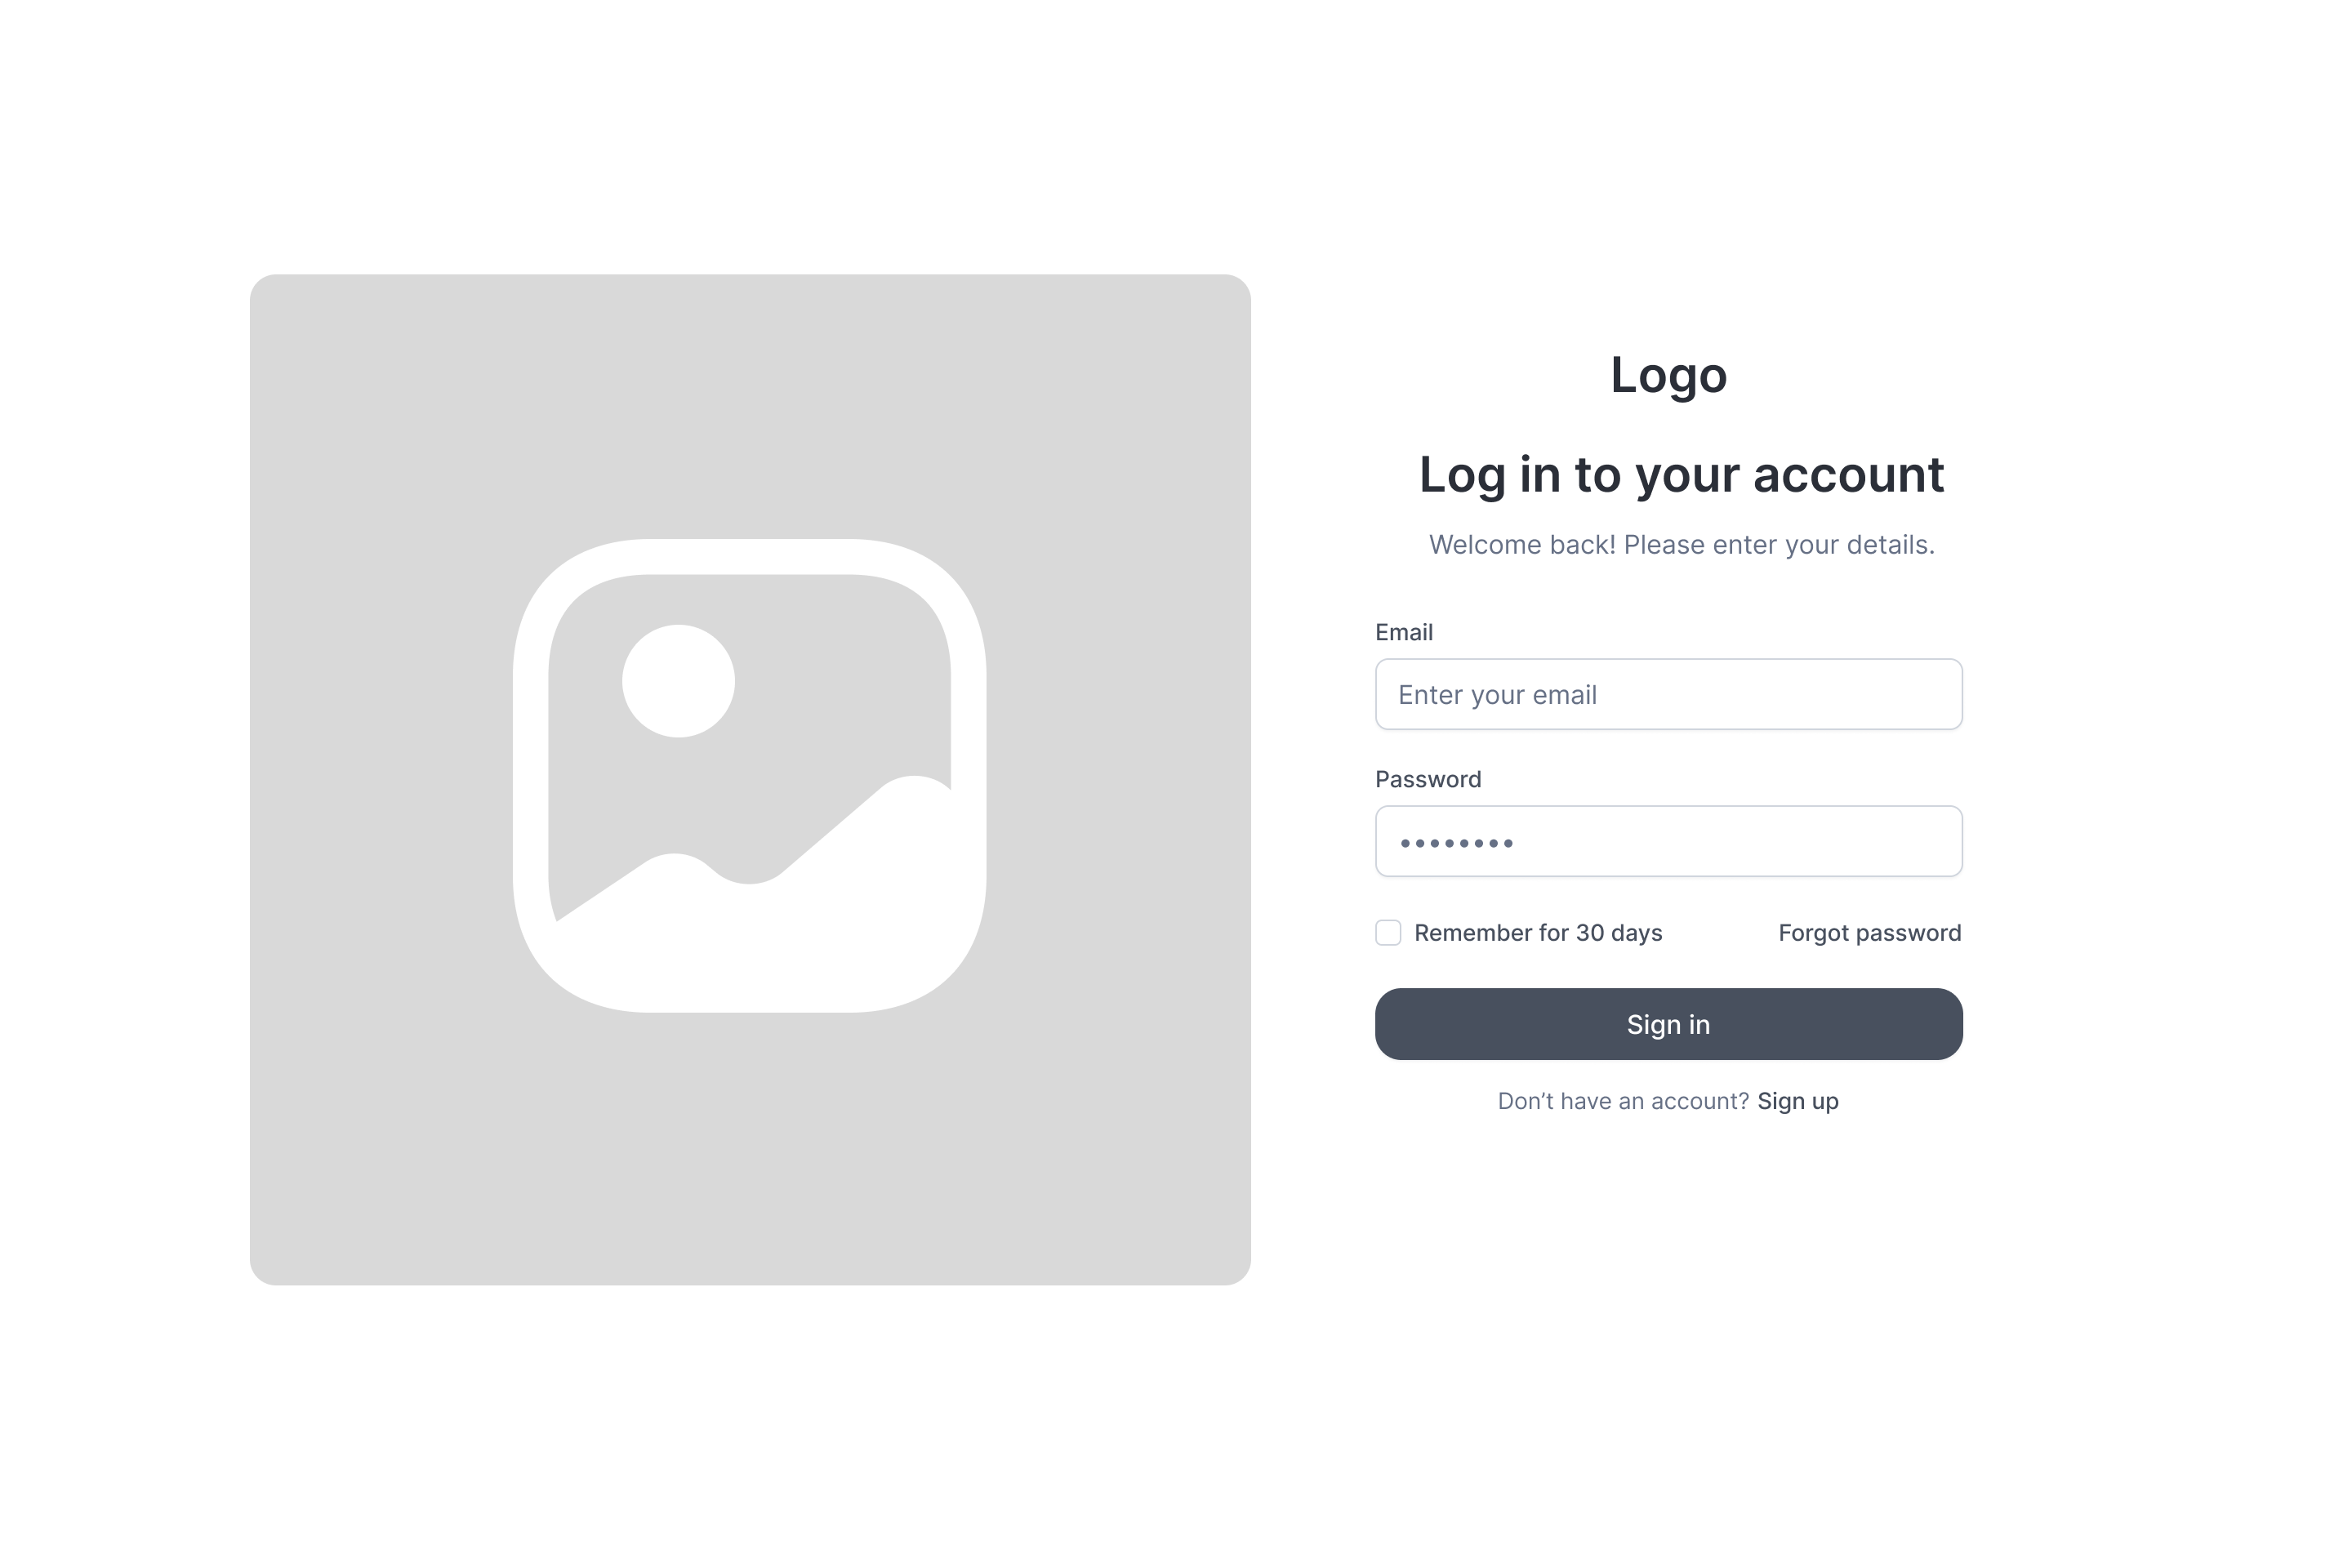 Logo
Log in to your account
Welcome back! Please enter your details.
Email
Enter your email
Password
••••••••
Remember for 30 days
Forgot password
Sign in
Don’t have an account? Sign up